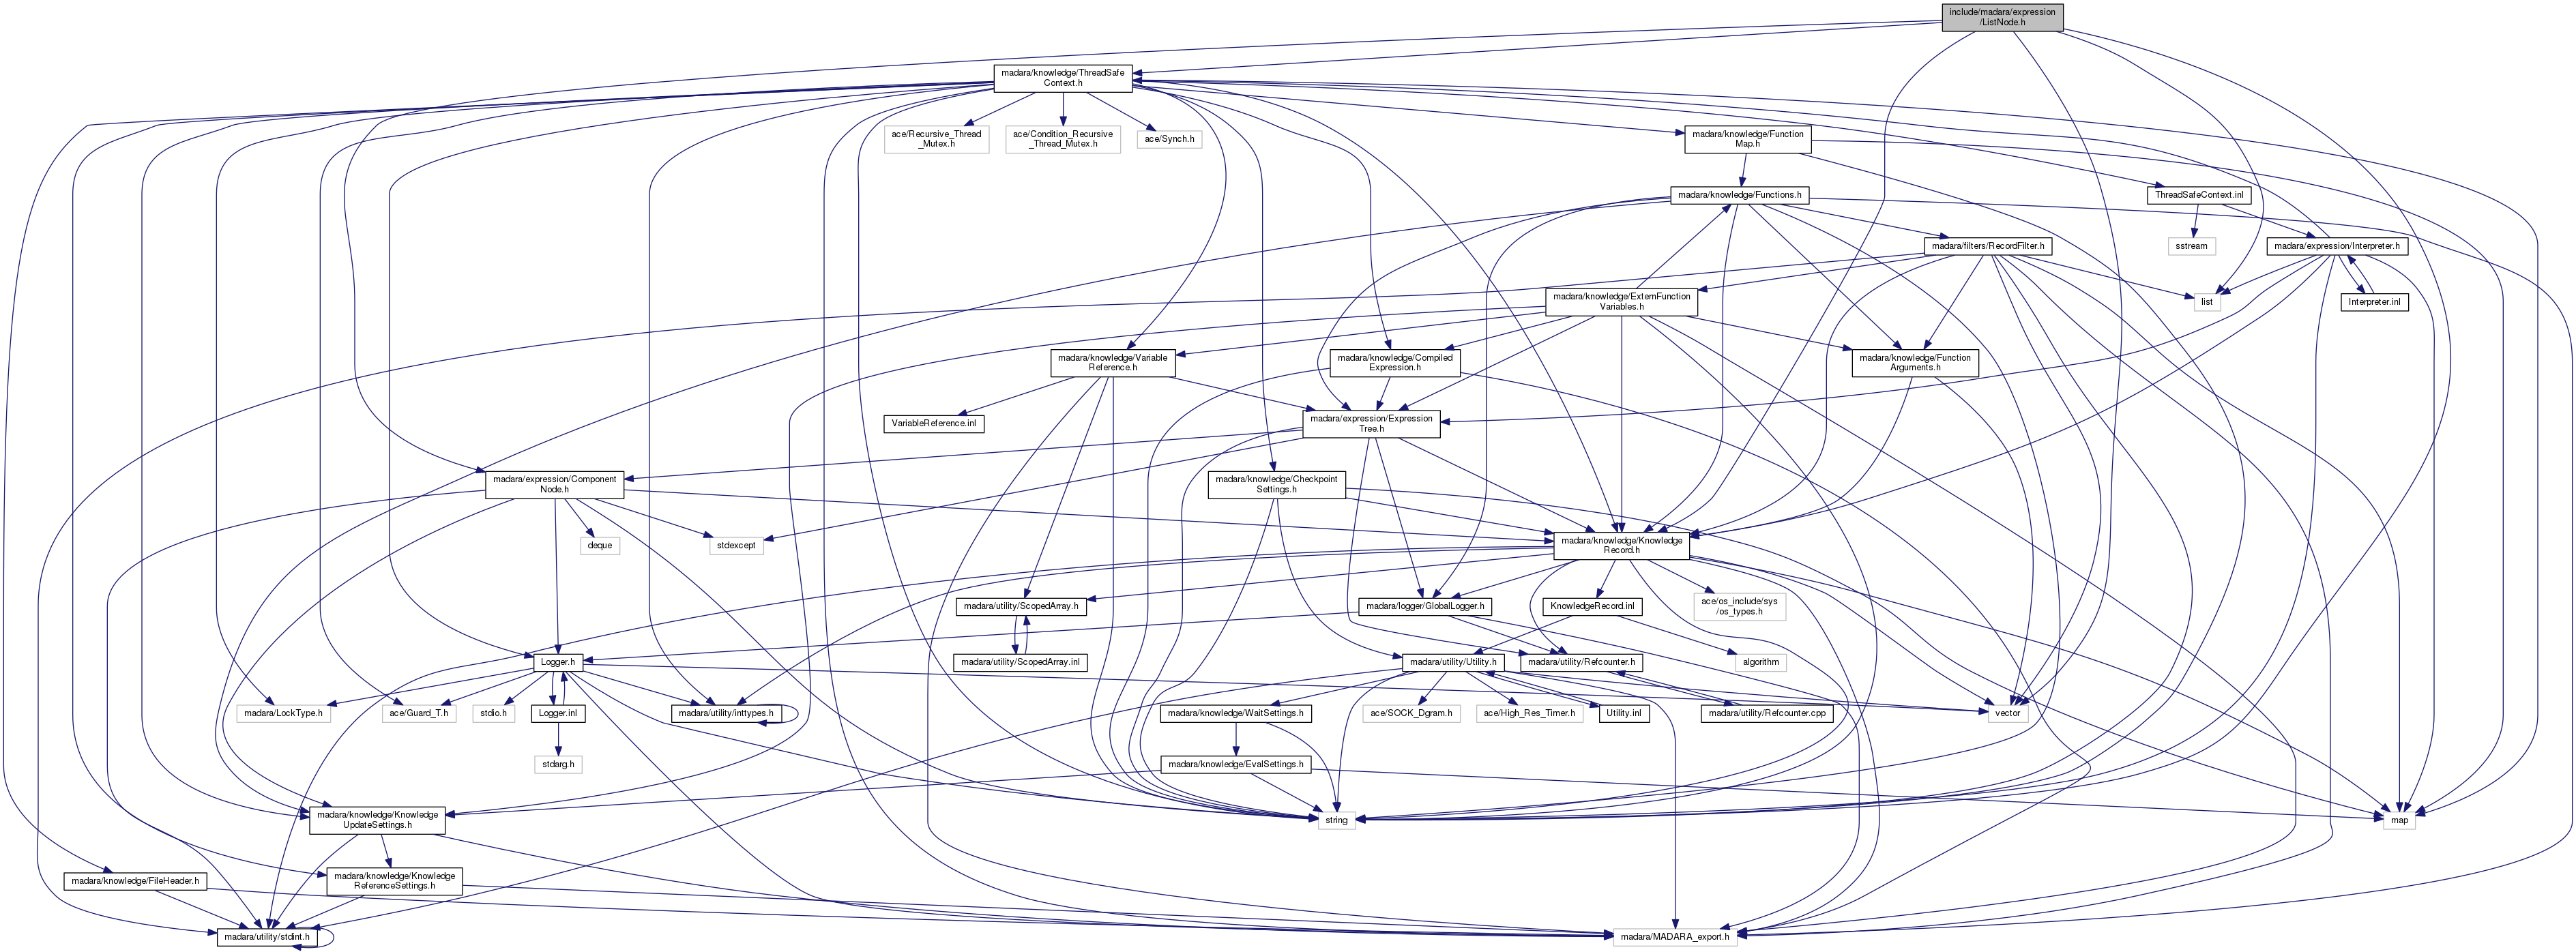 include/madara/expression
/ListNode.h
madara/knowledge/ThreadSafe
Context.h
ace/Recursive_Thread
_Mutex.h
ace/Condition_Recursive
_Thread_Mutex.h
ace/Synch.h
madara/knowledge/Function
Map.h
madara/knowledge/Functions.h
ThreadSafeContext.inl
sstream
madara/filters/RecordFilter.h
madara/expression/Interpreter.h
madara/knowledge/ExternFunction
Variables.h
list
Interpreter.inl
madara/knowledge/Variable
Reference.h
madara/knowledge/Compiled
Expression.h
madara/knowledge/Function
Arguments.h
VariableReference.inl
madara/expression/Expression
Tree.h
madara/expression/Component
Node.h
madara/knowledge/Checkpoint
Settings.h
deque
stdexcept
madara/knowledge/Knowledge
Record.h
madara/utility/ScopedArray.h
madara/logger/GlobalLogger.h
KnowledgeRecord.inl
ace/os_include/sys
/os_types.h
Logger.h
madara/utility/ScopedArray.inl
madara/utility/Utility.h
madara/utility/Refcounter.h
algorithm
madara/LockType.h
ace/Guard_T.h
stdio.h
Logger.inl
madara/utility/inttypes.h
madara/knowledge/WaitSettings.h
ace/SOCK_Dgram.h
ace/High_Res_Timer.h
Utility.inl
madara/utility/Refcounter.cpp
vector
stdarg.h
madara/knowledge/EvalSettings.h
madara/knowledge/Knowledge
UpdateSettings.h
string
map
madara/knowledge/FileHeader.h
madara/knowledge/Knowledge
ReferenceSettings.h
madara/utility/stdint.h
madara/MADARA_export.h